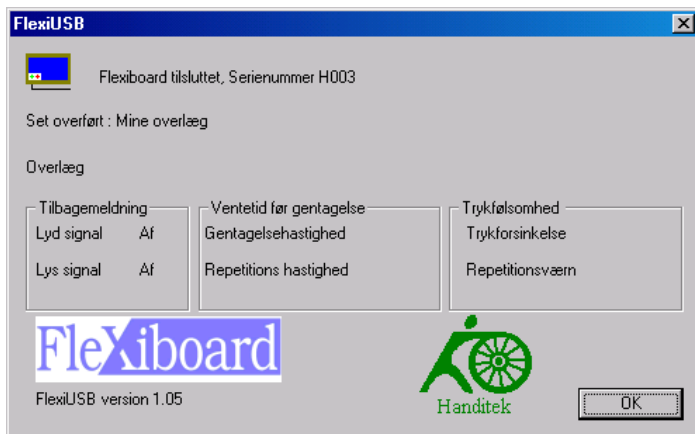 FlexiUSB
Flexiboard tilsluttet, Serienummer H003
Set overført : Mine overlæg
Overlæg
Tilbagemeldning
Lyd signal Af
Lys signal Af
Ventetid før gentagelse
Gentagelsehastighed
Repetitions hastighed
Trykfølsomhed
Trykforsinkelse
Repetitionsværn
FleXiboard
Handitek
FlexiUSB version 1.05
OK